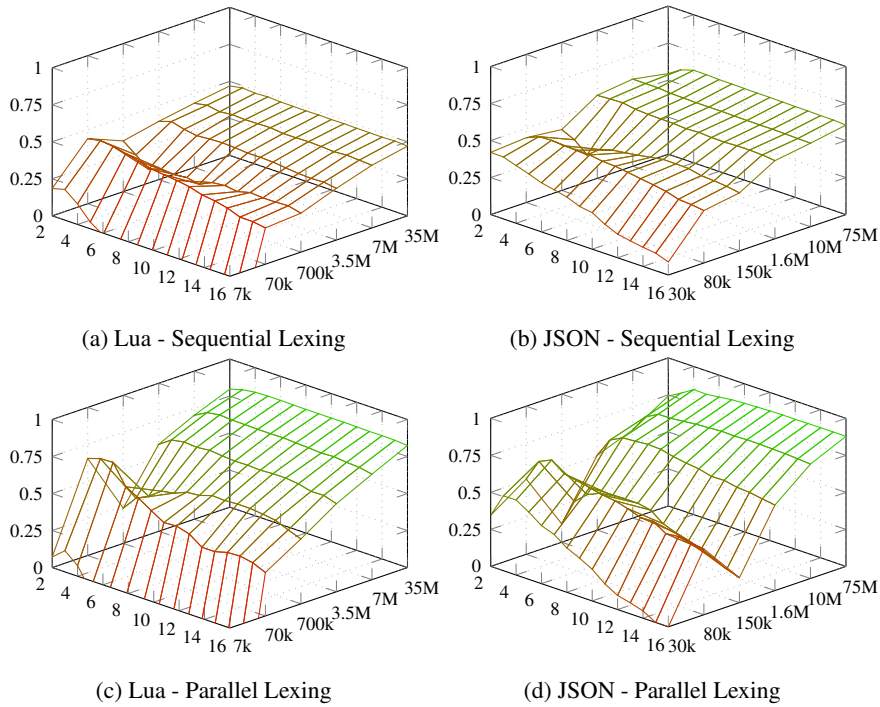 1
0.75
0.5
0.25
0
2 4 6 8 10 12 14 16
7k 70k 700k 3.5M 7M 35M
(a) Lua - Sequential Lexing
1
0.75
0.5
0.25
0
2 4 6 8 10 12 14 16
30k 80k 150k 1.6M 10M 75M
(b) JSON - Sequential Lexing
1
0.75
0.5
0.25
0
2 4 6 8 10 12 14 16
7k 70k 700k 3.5M 7M 35M
(c) Lua - Parallel Lexing
1
0.75
0.5
0.25
0
2 4 6 8 10 12 14 16
30k 80k 150k 1.6M 10M 75M
(d) JSON - Parallel Lexing